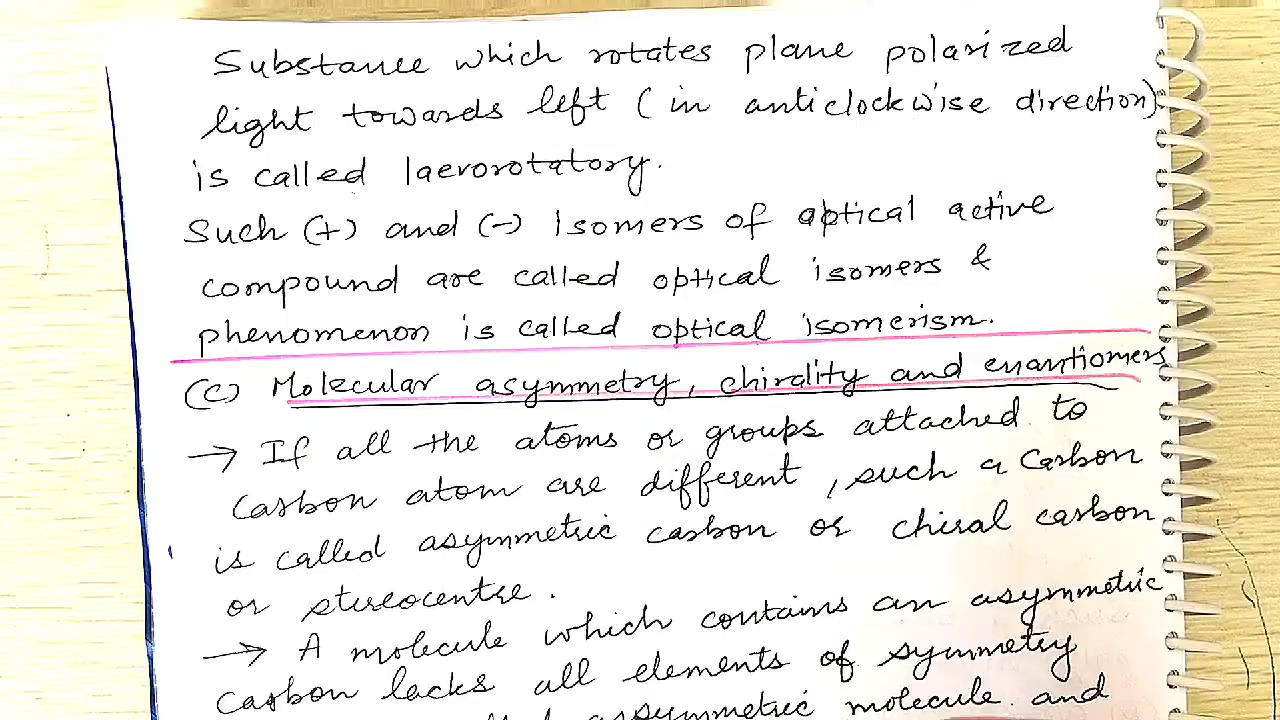 Substance which rotates plane polarized
light towards left (in anticlockwise direction)
is called laevorotatory.
Such (+) and (-) isomers of optical active
compound are called optical isomers &
phenomenon is called optical isomerism.
(c) Molecular asymmetry, chirality and enantiomers
→ If all the atoms or groups attached to
carbon atom are different, such a carbon
is called asymmetric carbon or chiral carbon
or stereocentre.
→ A molecule which contains an asymmetric
carbon lacks all elements of symmetry
asymmetric molecule and